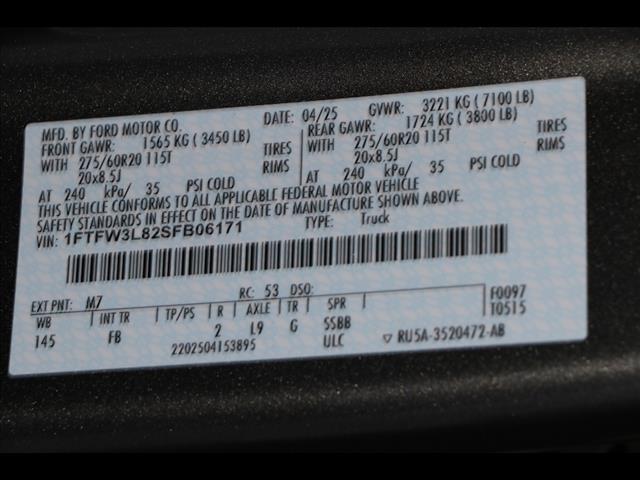 MFD. BY FORD MOTOR CO. DATE: 04/25 GVWR: 3221 KG (7100 LB)
FRONT GAWR: 1565 KG (3450 LB) REAR GAWR: 1724 KG (3800 LB)
WITH 275/60R20 115T TIRES WITH 275/60R20 115T TIRES
20x8.5J RIMS 20x8.5J RIMS
AT 240 kPa/ 35 PSI COLD AT 240 kPa/ 35 PSI COLD
THIS VEHICLE CONFORMS TO ALL APPLICABLE FEDERAL MOTOR VEHICLE
SAFETY STANDARDS IN EFFECT ON THE DATE OF MANUFACTURE SHOWN ABOVE.
VIN: 1FTFW3L82SFB06171 TYPE: Truck
EXT PNT: M7 RC: 53 DSO: F0097
WB INT TR TP/PS R AXLE TR SPR T0515
145 FB 2 L9 G SSBB
2202504153895 ULC ▽ RU5A-3520472-AB